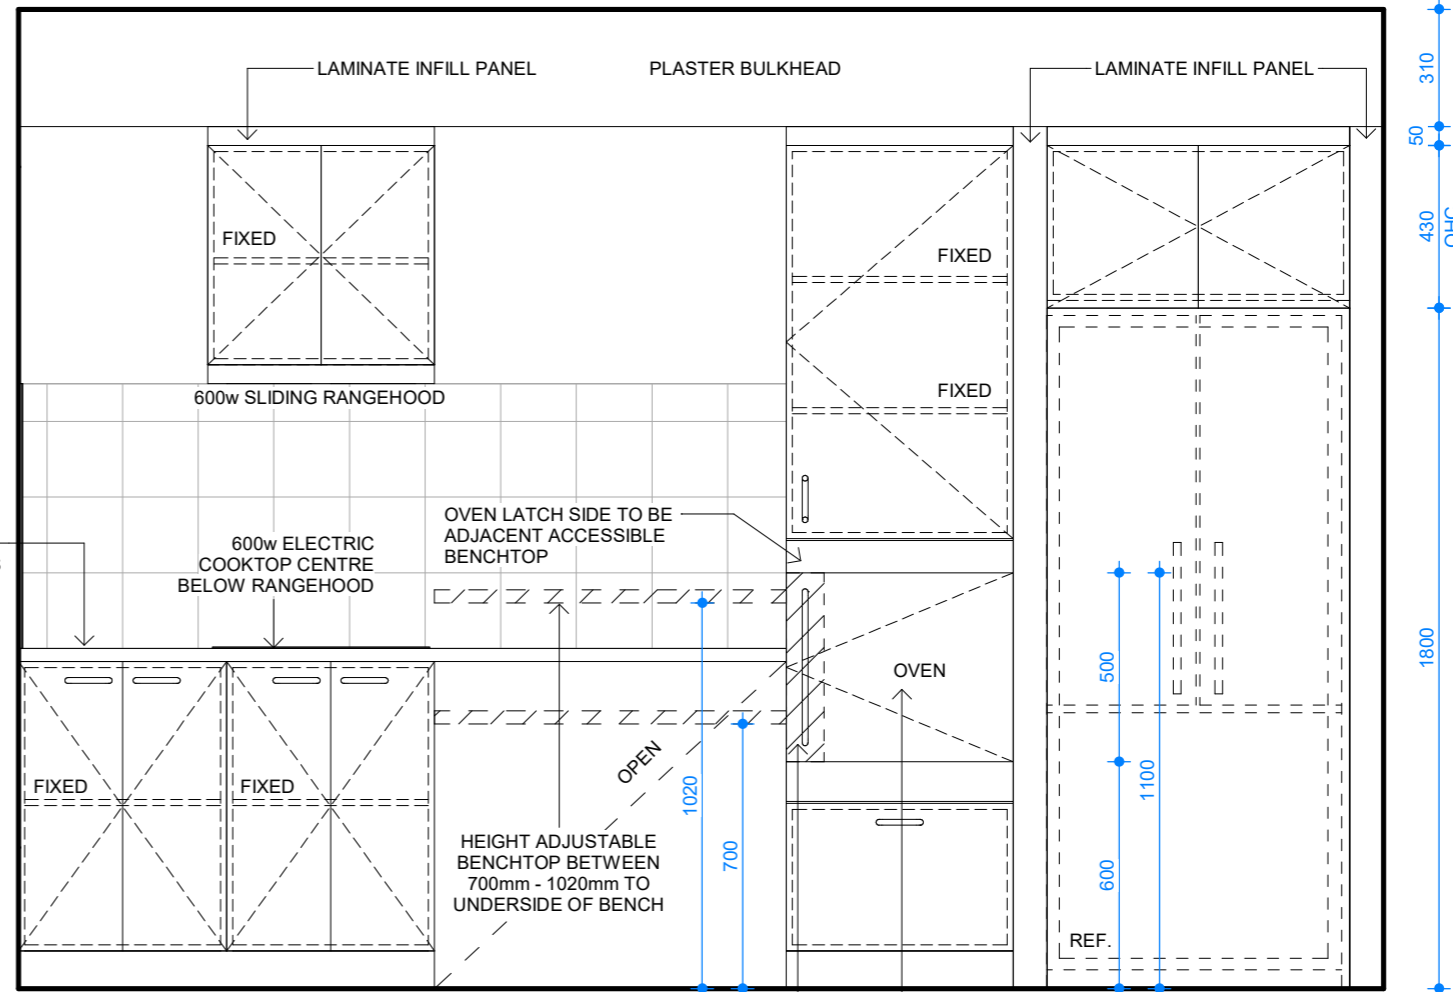 LAMINATE INFILL PANEL
PLASTER BULKHEAD
LAMINATE INFILL PANEL
310
50
430
OHC
FIXED
FIXED
FIXED
600w SLIDING RANGEHOOD
OVEN LATCH SIDE TO BE
ADJACENT ACCESSIBLE
BENCHTOP
600w ELECTRIC
COOKTOP CENTRE
BELOW RANGEHOOD
OVEN
500
1800
OPEN
FIXED
FIXED
1020
1100
HEIGHT ADJUSTABLE
BENCHTOP BETWEEN
700mm - 1020mm TO
UNDERSIDE OF BENCH
700
600
REF.